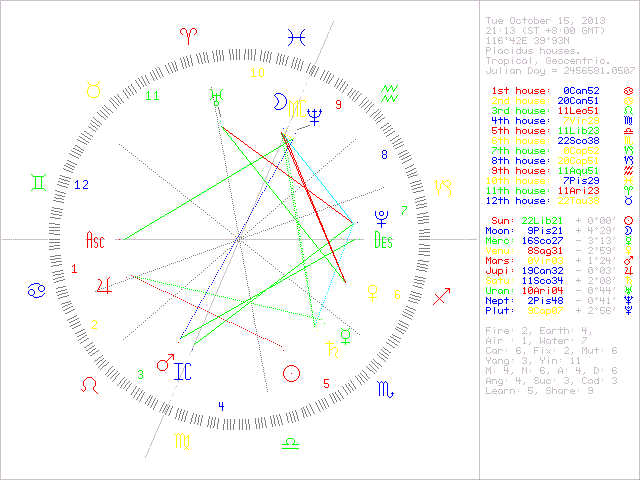 Tue October 15, 2013
21:13 (ST +8:00 GMT)
116°42E 39°93N
Placidus houses.
Tropical, Geocentric.
Julian Day = 2456581.0507
1st house: 0Can52
2nd house: 20Can51
3rd house: 11Leo51
4th house: 7Vir29
5th house: 11Lib23
6th house: 22Sco38
7th house: 0Cap52
8th house: 20Cap51
9th house: 11Aqu51
10th house: 7Pis29
11th house: 11Ari23
12th house: 22Tau38
Sun: 22Lib21 + 0°00'
Moon: 9Pis21 + 4°29'
Merc: 16Sco27 - 3°13'
Venu: 8Sag31 - 2°59'
Mars: 0Vir03 + 1°24'
Jupi: 19Can32 - 0°03'
Satu: 11Sco34 + 2°08'
Uran: 10Ari04 - 0°44'
Nept: 2Pis48 - 0°41'
Plut: 9Cap07 + 2°56'
Fire: 2, Earth: 4,
Air : 1, Water: 7
Car: 6, Fix: 2, Mut: 6
Yang: 3, Yin: 11
M: 4, N: 6, A: 4, D: 6
Ang: 4, Suc: 3, Cad: 3
Learn: 5, Share: 9
10
11
MC
9
12
8
Asc
7
Des
1
6
2
3
IC
5
4